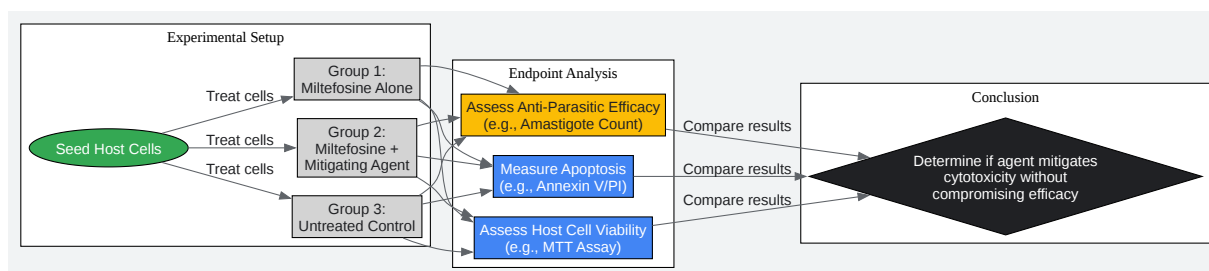 Experimental Setup
Seed Host Cells
Treat cells
Treat cells
Treat cells
Group 1:
Miltefosine Alone
Group 2:
Miltefosine +
Mitigating Agent
Group 3:
Untreated Control
Endpoint Analysis
Assess Anti-Parasitic Efficacy
(e.g., Amastigote Count)
Measure Apoptosis
(e.g., Annexin V/PI)
Assess Host Cell Viability
(e.g., MTT Assay)
Compare results
Compare results
Compare results
Conclusion
Determine if agent mitigates
cytotoxicity without
compromising efficacy